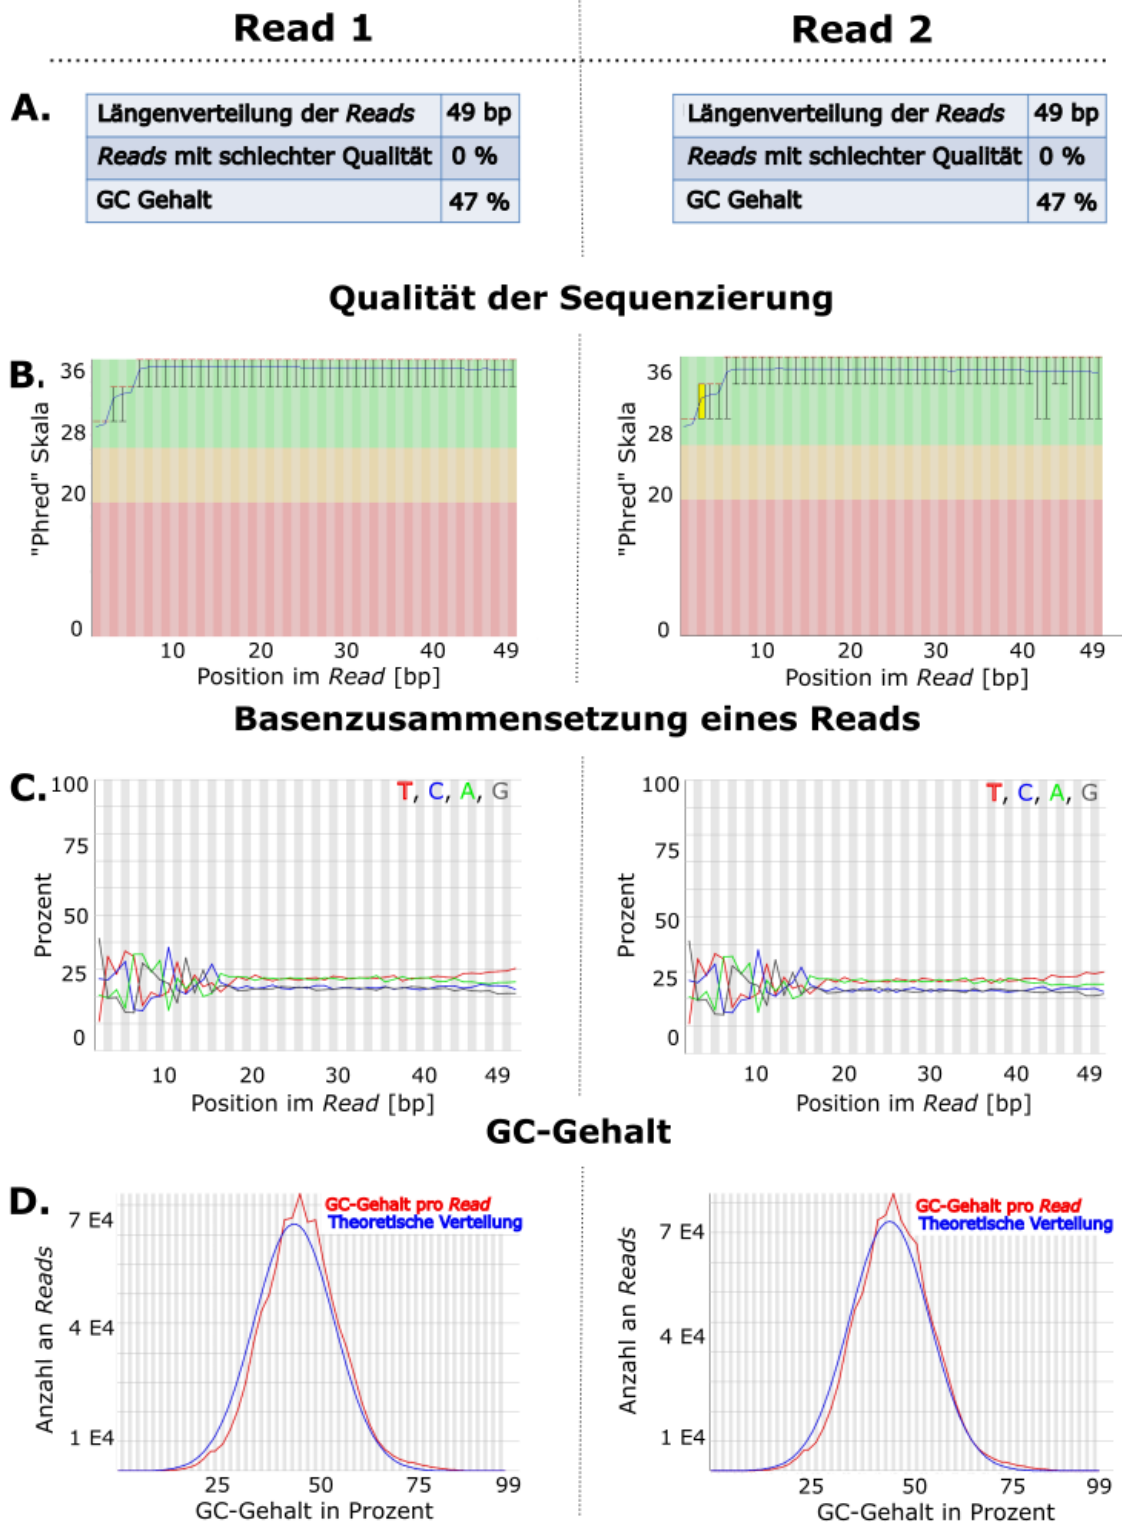 Read 1
Read 2
A.
Längenverteilung der Reads 49 bp
Reads mit schlechter Qualität 0 %
GC Gehalt 47 %
Längenverteilung der Reads 49 bp
Reads mit schlechter Qualität 0 %
GC Gehalt 47 %
Qualität der Sequenzierung
B.
36
28
20
0
"Phred" Skala
10 20 30 40 49
Position im Read [bp]
36
28
20
0
"Phred" Skala
10 20 30 40 49
Position im Read [bp]
Basenzusammensetzung eines Reads
C.
100
75
50
25
0
Prozent
T, C, A, G
10 20 30 40 49
Position im Read [bp]
100
75
50
25
0
Prozent
T, C, A, G
10 20 30 40 49
Position im Read [bp]
GC-Gehalt
D.
7 E4
4 E4
1 E4
Anzahl an Reads
GC-Gehalt pro Read
Theoretische Verteilung
25 50 75 99
GC-Gehalt in Prozent
7 E4
4 E4
1 E4
Anzahl an Reads
GC-Gehalt pro Read
Theoretische Verteilung
25 50 75 99
GC-Gehalt in Prozent